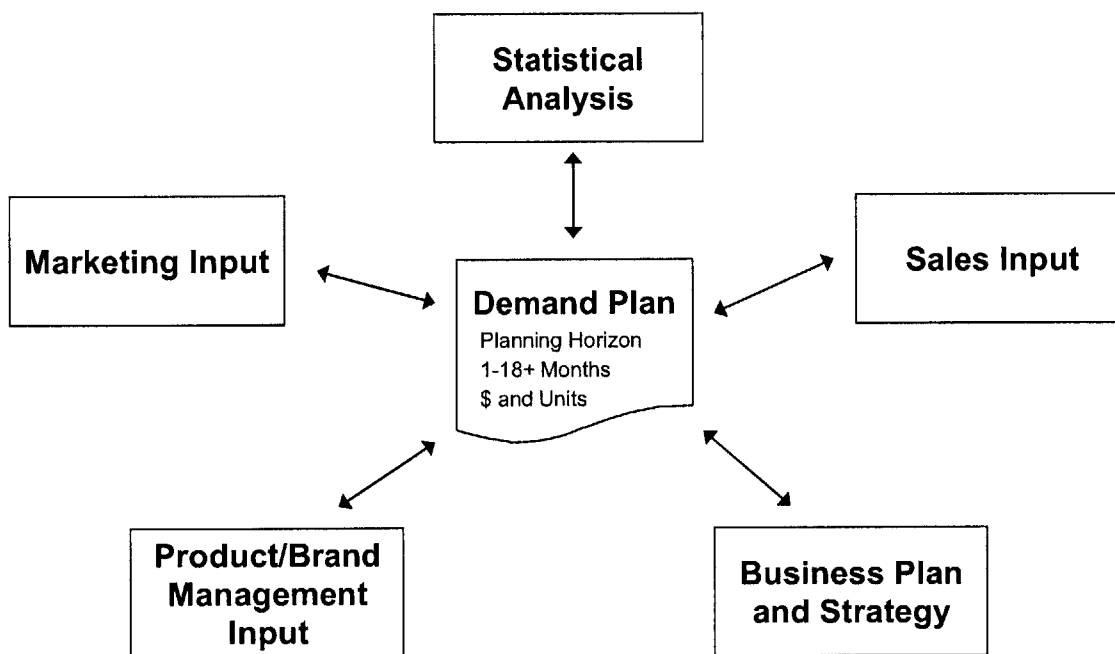 Statistical
Analysis
Marketing Input
Sales Input
Demand Plan
Planning Horizon
1-18+ Months
$ and Units
Product/Brand
Management
Input
Business Plan
and Strategy